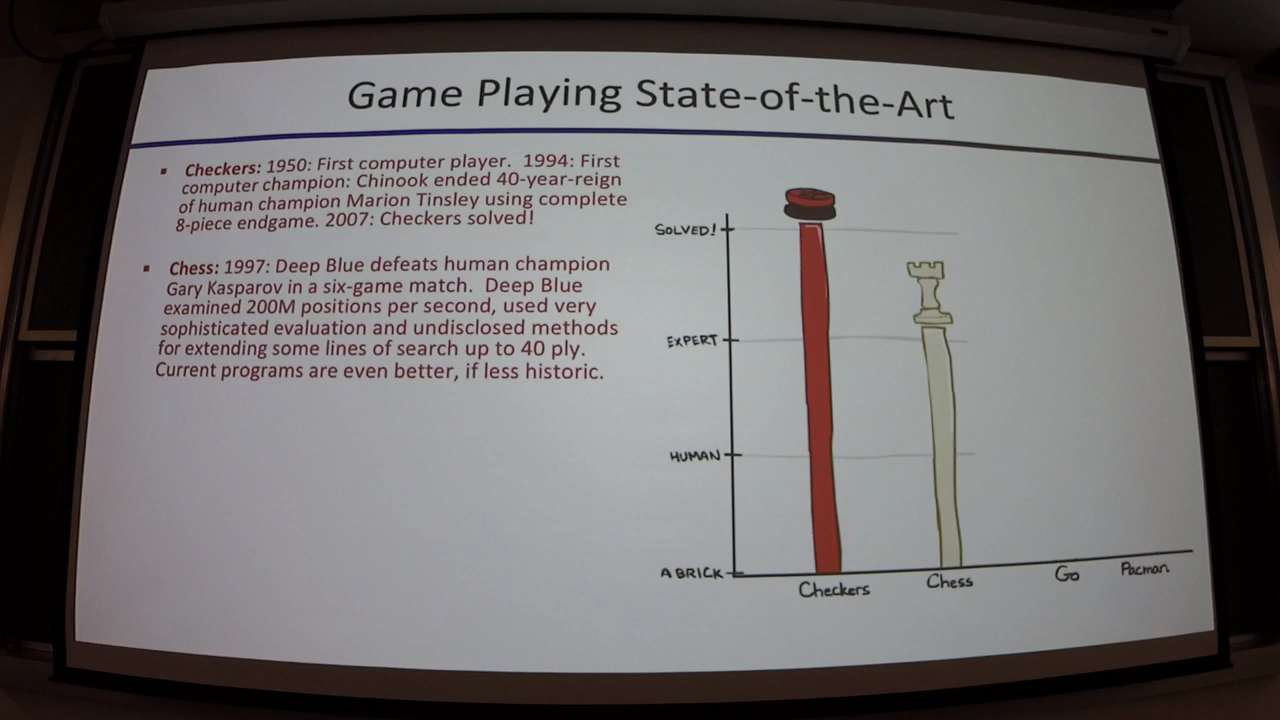 Game Playing State-of-the-Art
▪ Checkers: 1950: First computer player. 1994: First
computer champion: Chinook ended 40-year-reign
of human champion Marion Tinsley using complete
8-piece endgame. 2007: Checkers solved!
▪ Chess: 1997: Deep Blue defeats human champion
Gary Kasparov in a six-game match. Deep Blue
examined 200M positions per second, used very
sophisticated evaluation and undisclosed methods
for extending some lines of search up to 40 ply.
Current programs are even better, if less historic.
SOLVED!
EXPERT
HUMAN
A BRICK
Checkers Chess Go Pacman